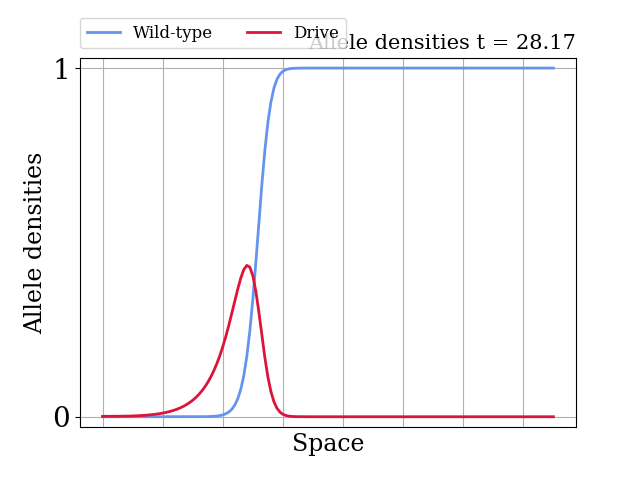 Wild-type Drive
Allele densities t = 28.17
1
Allele densities
0
Space